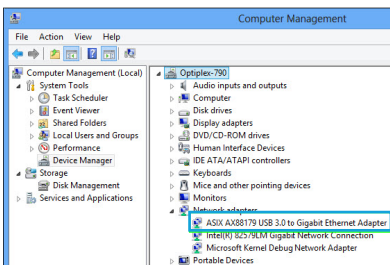 Computer Management
File Action View Help
Computer Management (Local)
System Tools
Task Scheduler
Event Viewer
Shared Folders
Local Users and Groups
Performance
Device Manager
Storage
Disk Management
Services and Applications
Optiplex-790
Audio inputs and outputs
Computer
Disk drives
Display adapters
DVD/CD-ROM drives
Human Interface Devices
IDE ATA/ATAPI controllers
Keyboards
Mice and other pointing devices
Monitors
Network adapters
ASIX AX88179 USB 3.0 to Gigabit Ethernet Adapter
Intel(R) 82579LM Gigabit Network Connection
Microsoft Kernel Debug Network Adapter
Portable Devices